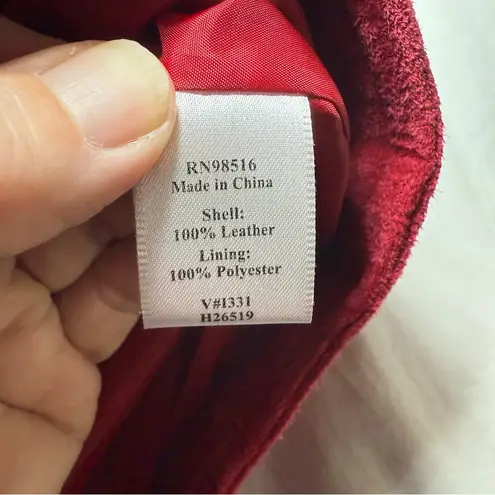 RN98516
Made in China
Shell:
100% Leather
Lining:
100% Polyester
V#I331
H26519